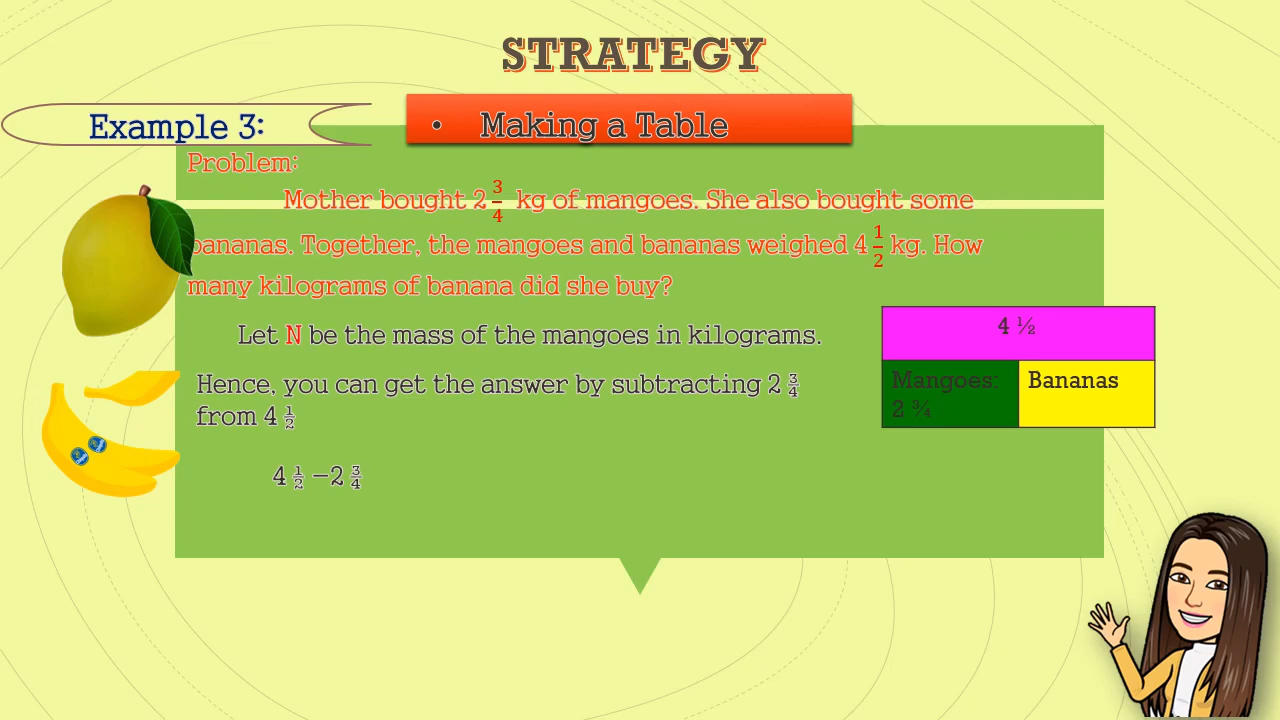 STRATEGY
Example 3:
• Making a Table
Problem:
Mother bought 2 3/4 kg of mangoes. She also bought some
bananas. Together, the mangoes and bananas weighed 4 1/2 kg. How
many kilograms of banana did she buy?
Let N be the mass of the mangoes in kilograms.
Hence, you can get the answer by subtracting 2 3/4
from 4 1/2
4 1/2 −2 3/4
4 ½
Mangoes:
2 ¾
Bananas